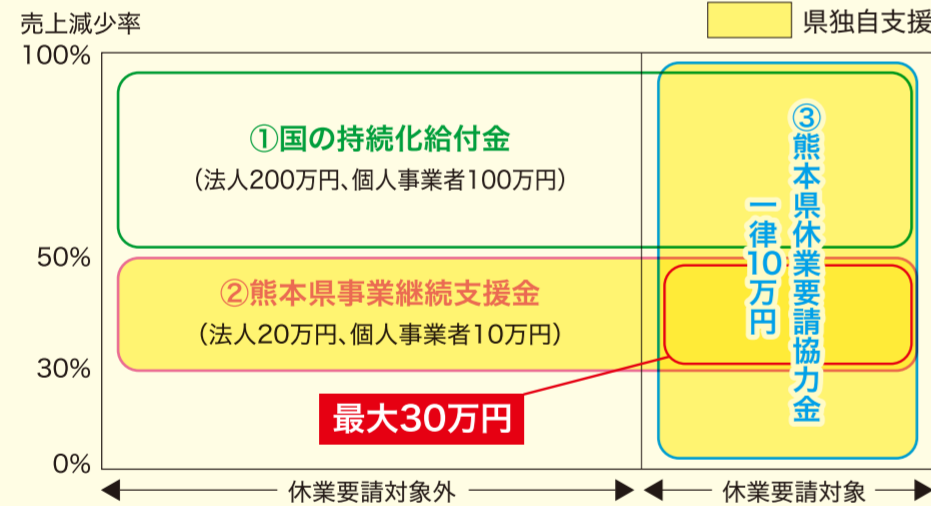 売上減少率
県独自支援
100%
①国の持続化給付金
(法人200万円、個人事業者100万円)
③熊本県休業要請協力金
一律10万円
50%
②熊本県事業継続支援金
(法人20万円、個人事業者10万円)
30%
最大30万円
0%
休業要請対象外
休業要請対象